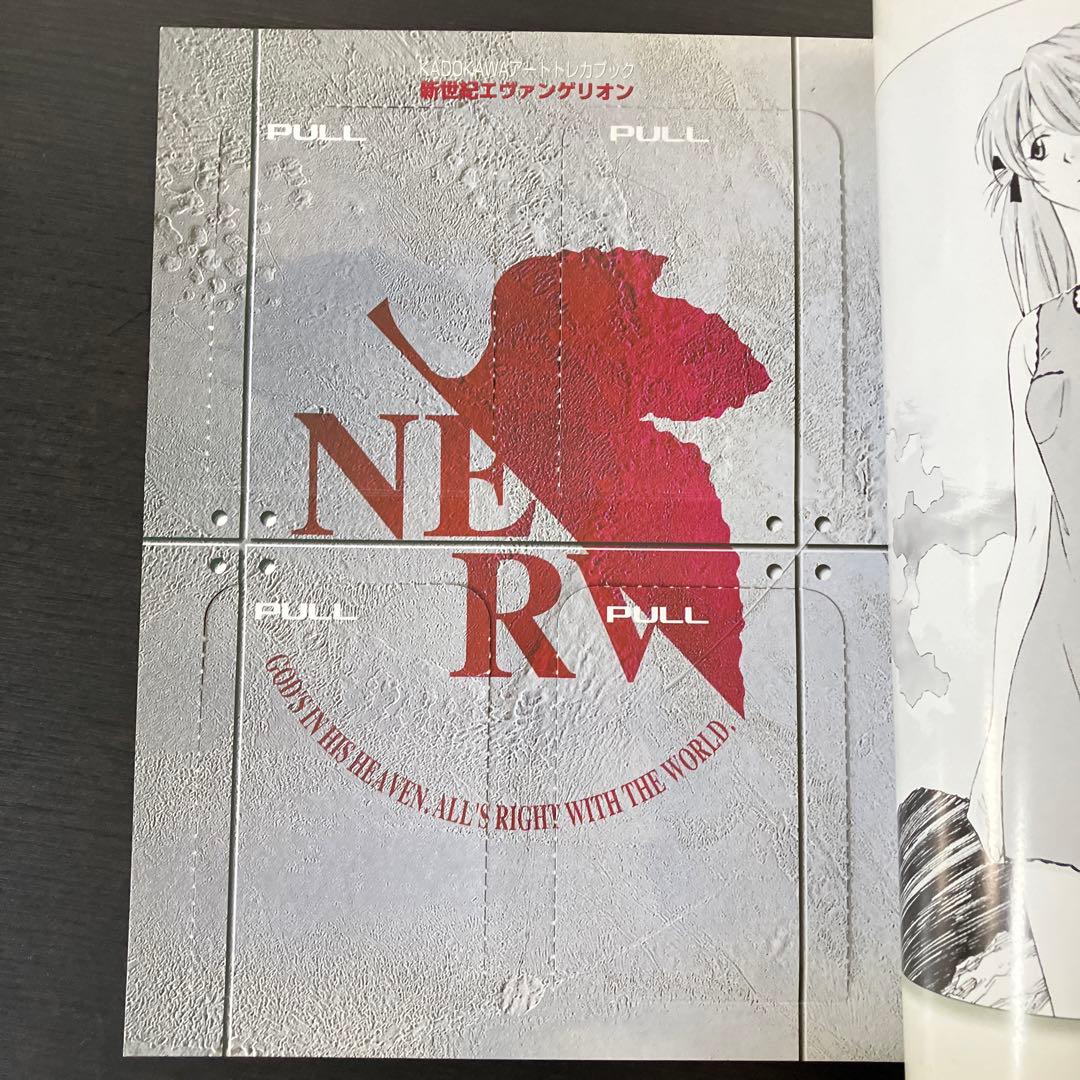 KADOKAWAアートトレカブック
新世紀エヴァンゲリオン
PULL PULL
NE
RV
PULL PULL
GOD'S IN HIS HEAVEN. ALL'S RIGHT WITH THE WORLD.